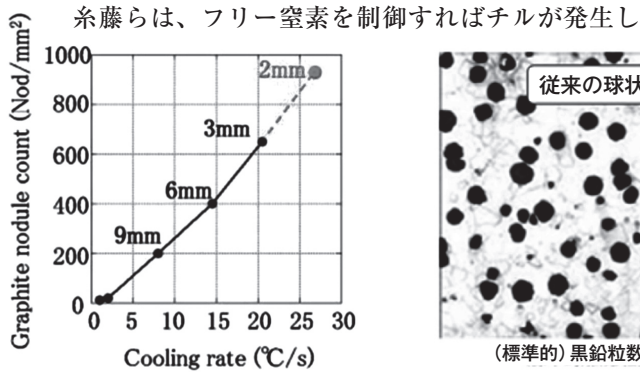 糸藤らは、フリー窒素を制御すればチルが発生し
Graphite nodule count (Nod/mm²)
1000
800
600
400
200
0
2mm
3mm
6mm
9mm
0 5 10 15 20 25 30
Cooling rate (℃/s)
従来の球状
(標準的)黒鉛粒数